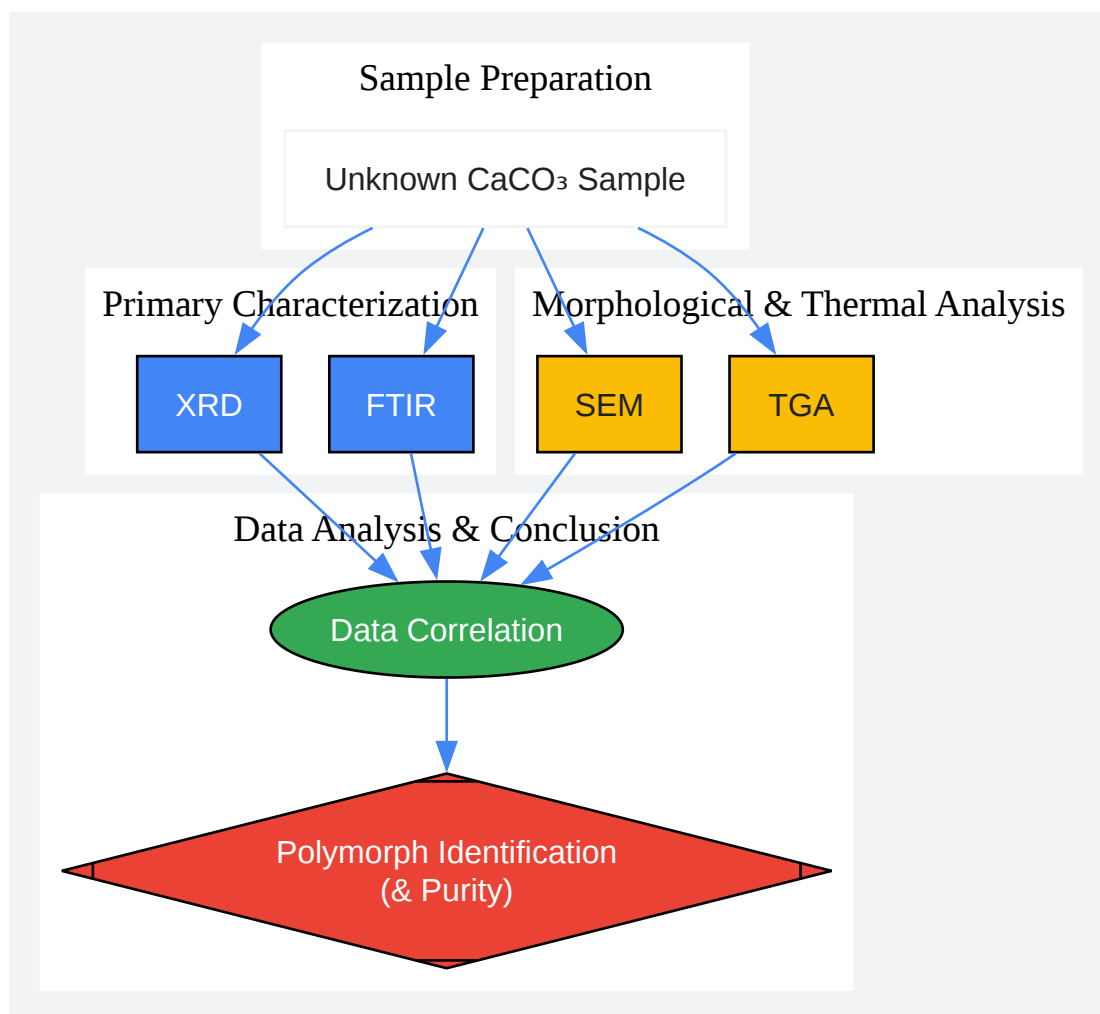 Sample Preparation
Unknown CaCO₃ Sample
Primary Characterization
Morphological & Thermal Analysis
XRD
FTIR
SEM
TGA
Data Analysis & Conclusion
Data Correlation
Polymorph Identification
(& Purity)